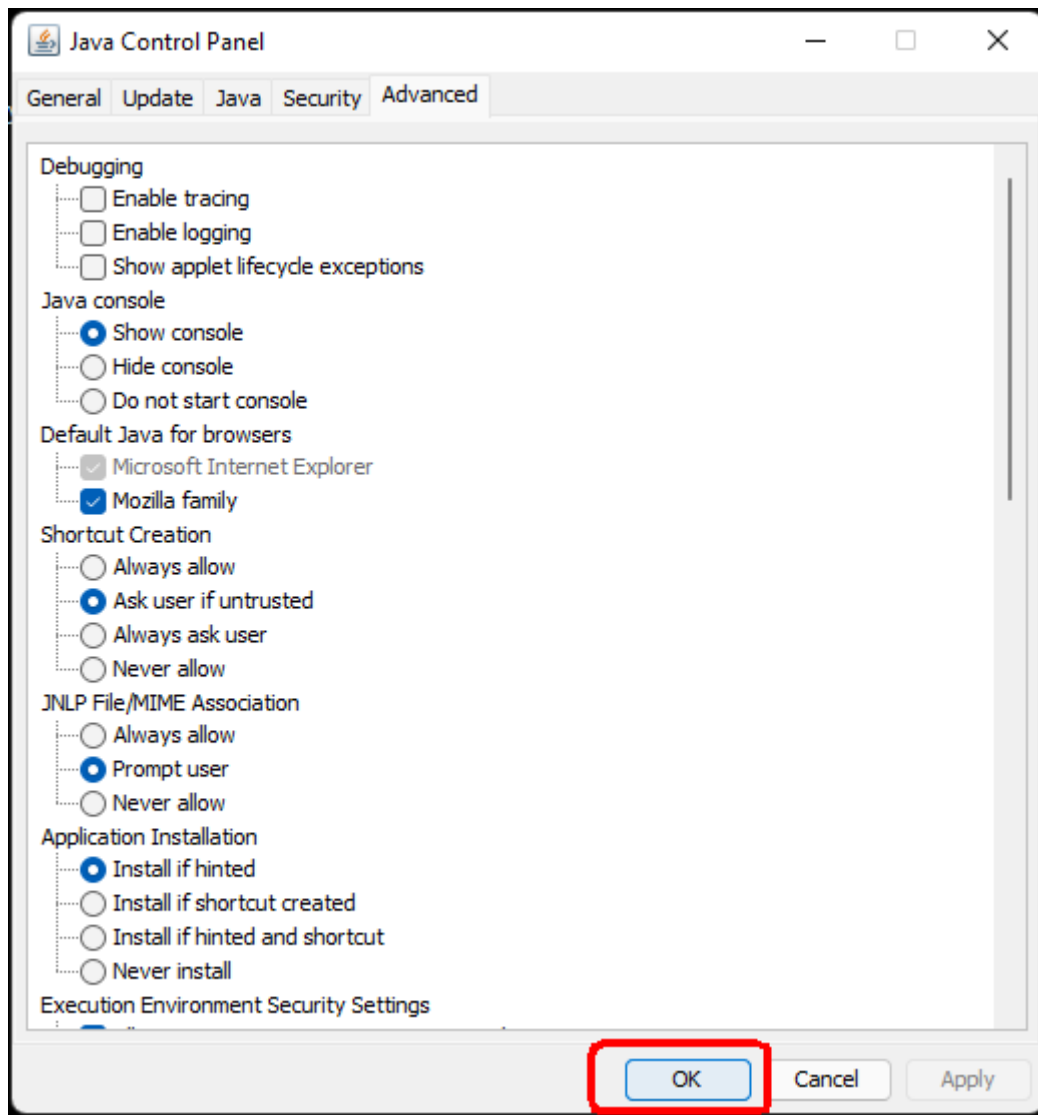 Java Control Panel
General Update Java Security Advanced
Debugging
Enable tracing
Enable logging
Show applet lifecycle exceptions
Java console
Show console
Hide console
Do not start console
Default Java for browsers
Microsoft Internet Explorer
Mozilla family
Shortcut Creation
Always allow
Ask user if untrusted
Always ask user
Never allow
JNLP File/MIME Association
Always allow
Prompt user
Never allow
Application Installation
Install if hinted
Install if shortcut created
Install if hinted and shortcut
Never install
Execution Environment Security Settings
OK Cancel Apply